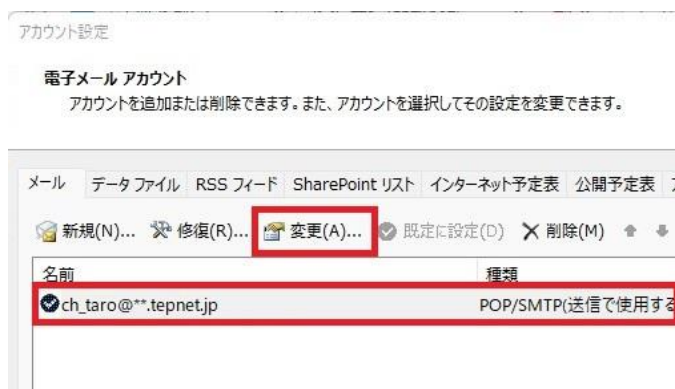 アカウント設定
電子メール アカウント
アカウントを追加または削除できます。また、アカウントを選択してその設定を変更できます。
メール データ ファイル RSS フィード SharePoint リスト インターネット予定表 公開予定表
新規(N)... 修復(R)... 変更(A)... 既定に設定(D) 削除(M)
名前 種類
ch_taro@**.tepnet.jp POP/SMTP(送信で使用する